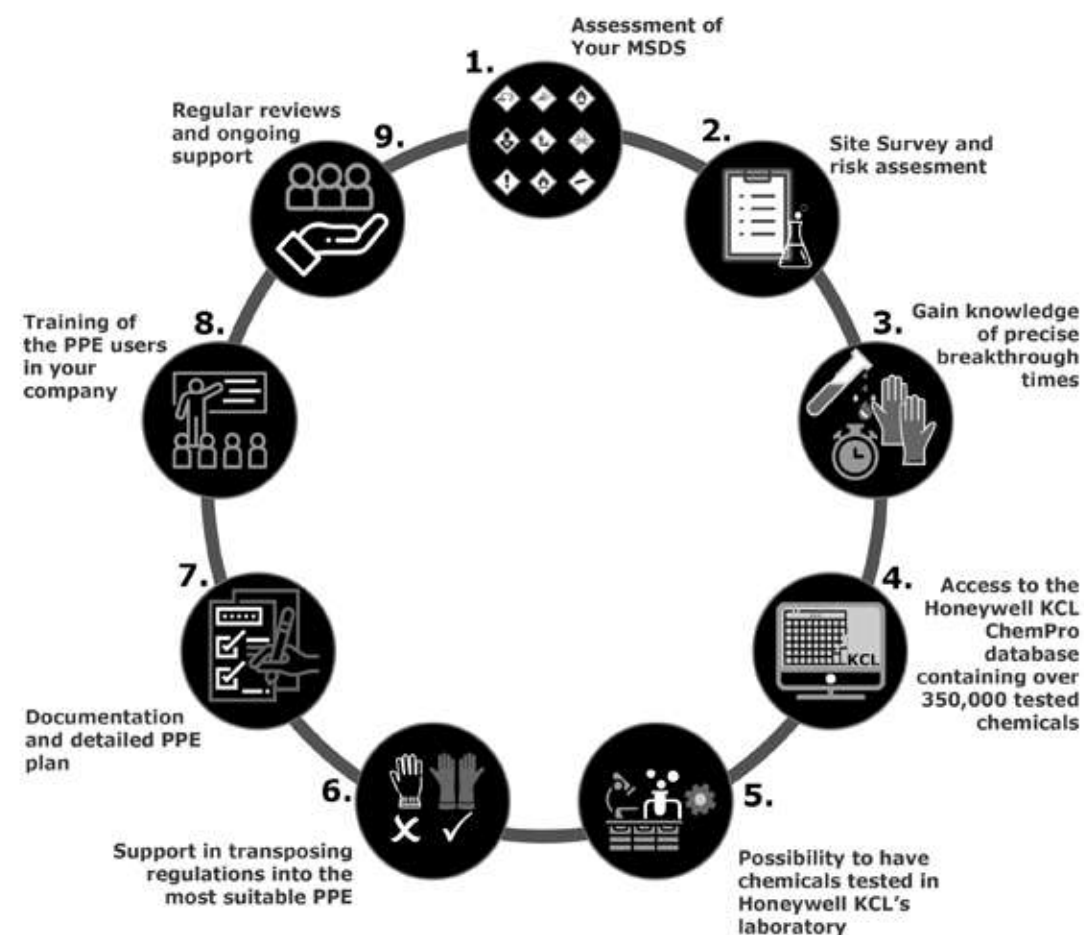 1.
Assessment of
Your MSDS
2.
Site Survey and
risk assesment
3.
Gain knowledge
of precise
breakthrough
times
4.
Access to the
Honeywell KCL
ChemPro
database
containing over
350,000 tested
chemicals
KCL
5.
Possibility to have
chemicals tested in
Honeywell KCL's
laboratory
6.
Support in transposing
regulations into the
most suitable PPE
7.
Documentation
and detailed PPE
plan
8.
Training of
the PPE users
in your
company
9.
Regular reviews
and ongoing
support